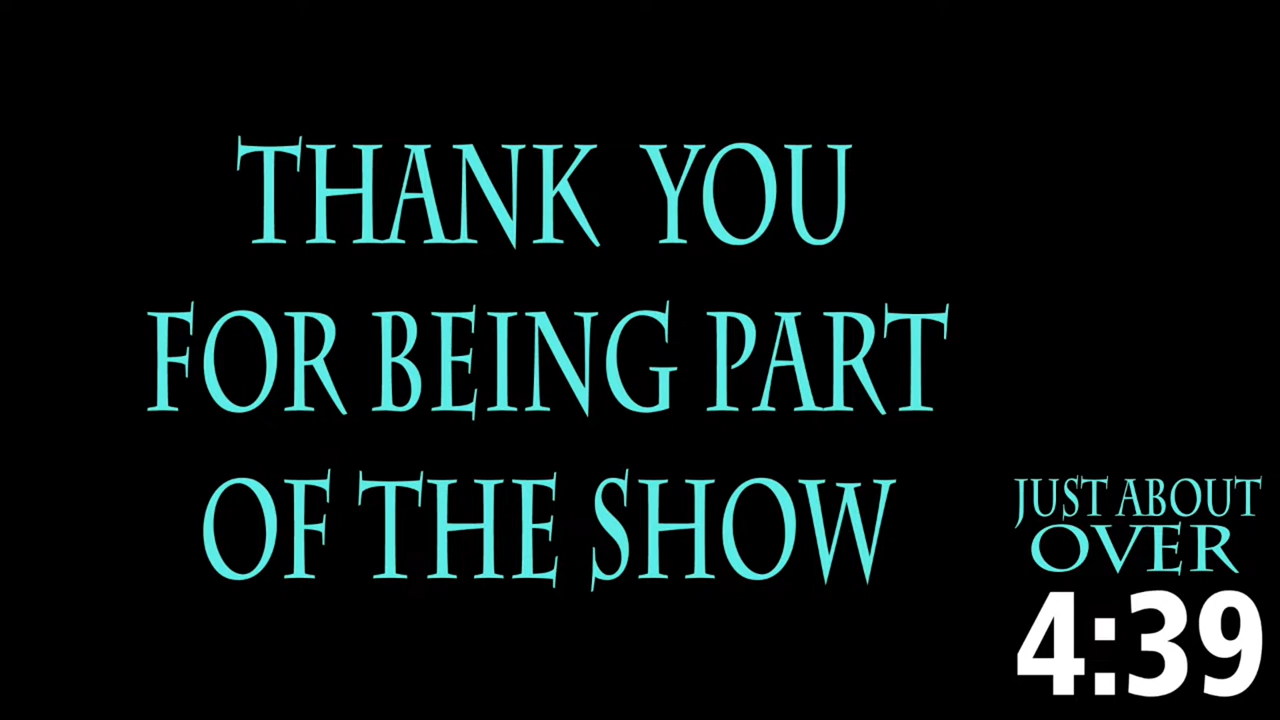 THANK YOU
FOR BEING PART
OF THE SHOW
JUST ABOUT
OVER
4:39